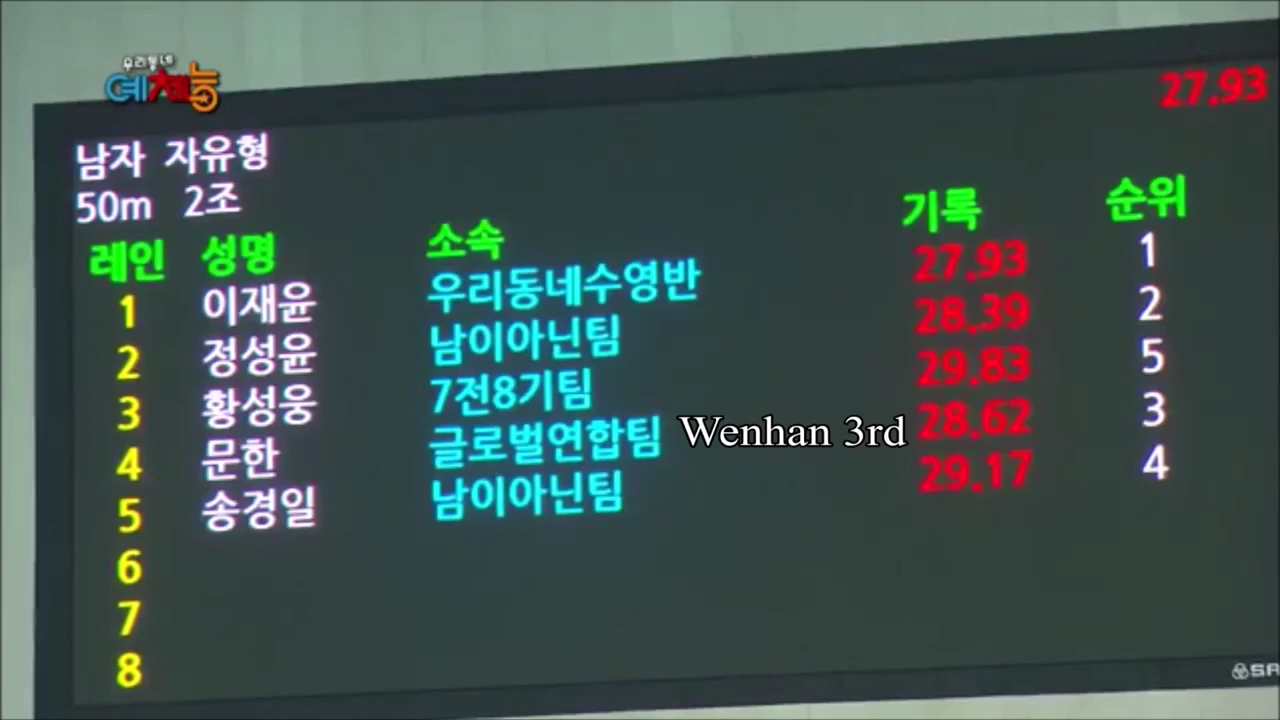 우리동네
예체능
27.93
남자 자유형
50m 2조
레인 성명 소속 기록 순위
1 이재윤 우리동네수영반 27.93 1
2 정성윤 남이아닌팀 28.39 2
3 황성웅 7전8기팀 29.83 5
4 문한 글로벌연합팀 Wenhan 3rd 28.62 3
5 송경일 남이아닌팀 29.17 4
6
7
8